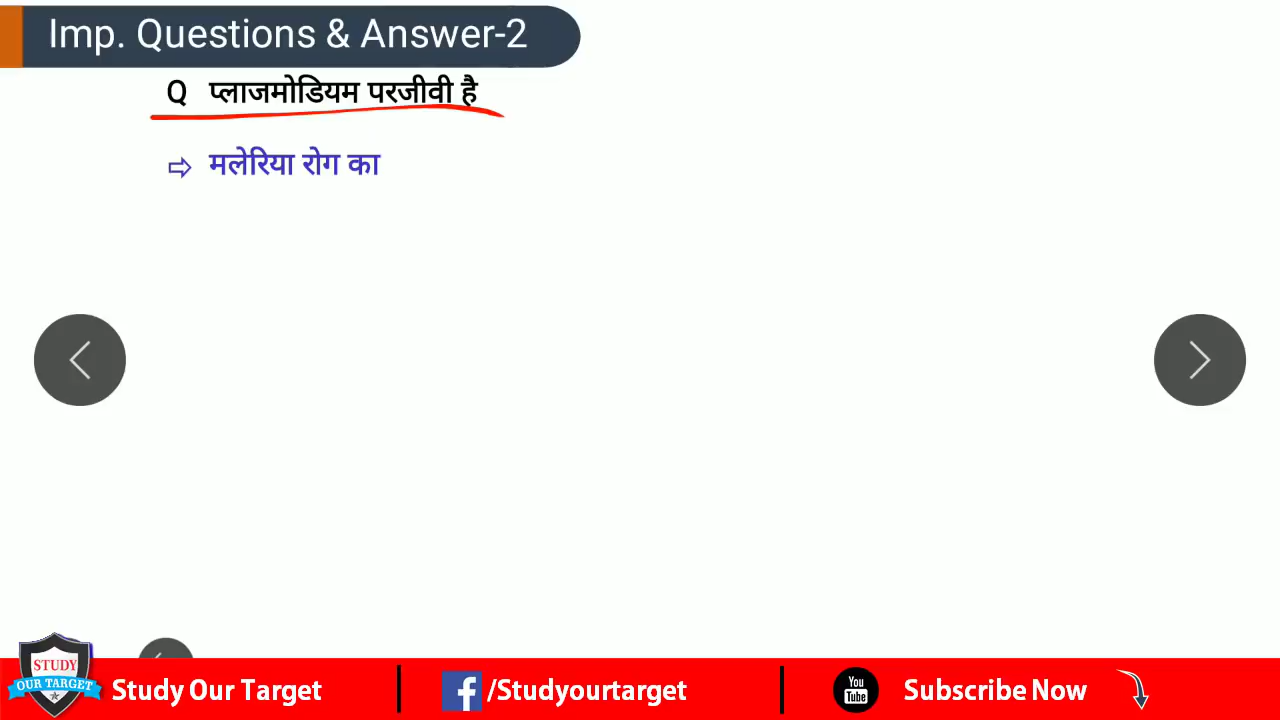 Imp. Questions & Answer-2
Q प्लाजमोडियम परजीवी है
⇨ मलेरिया रोग का
STUDY
OUR TARGET
Study Our Target
f /Studyourtarget
You
Tube
Subscribe Now